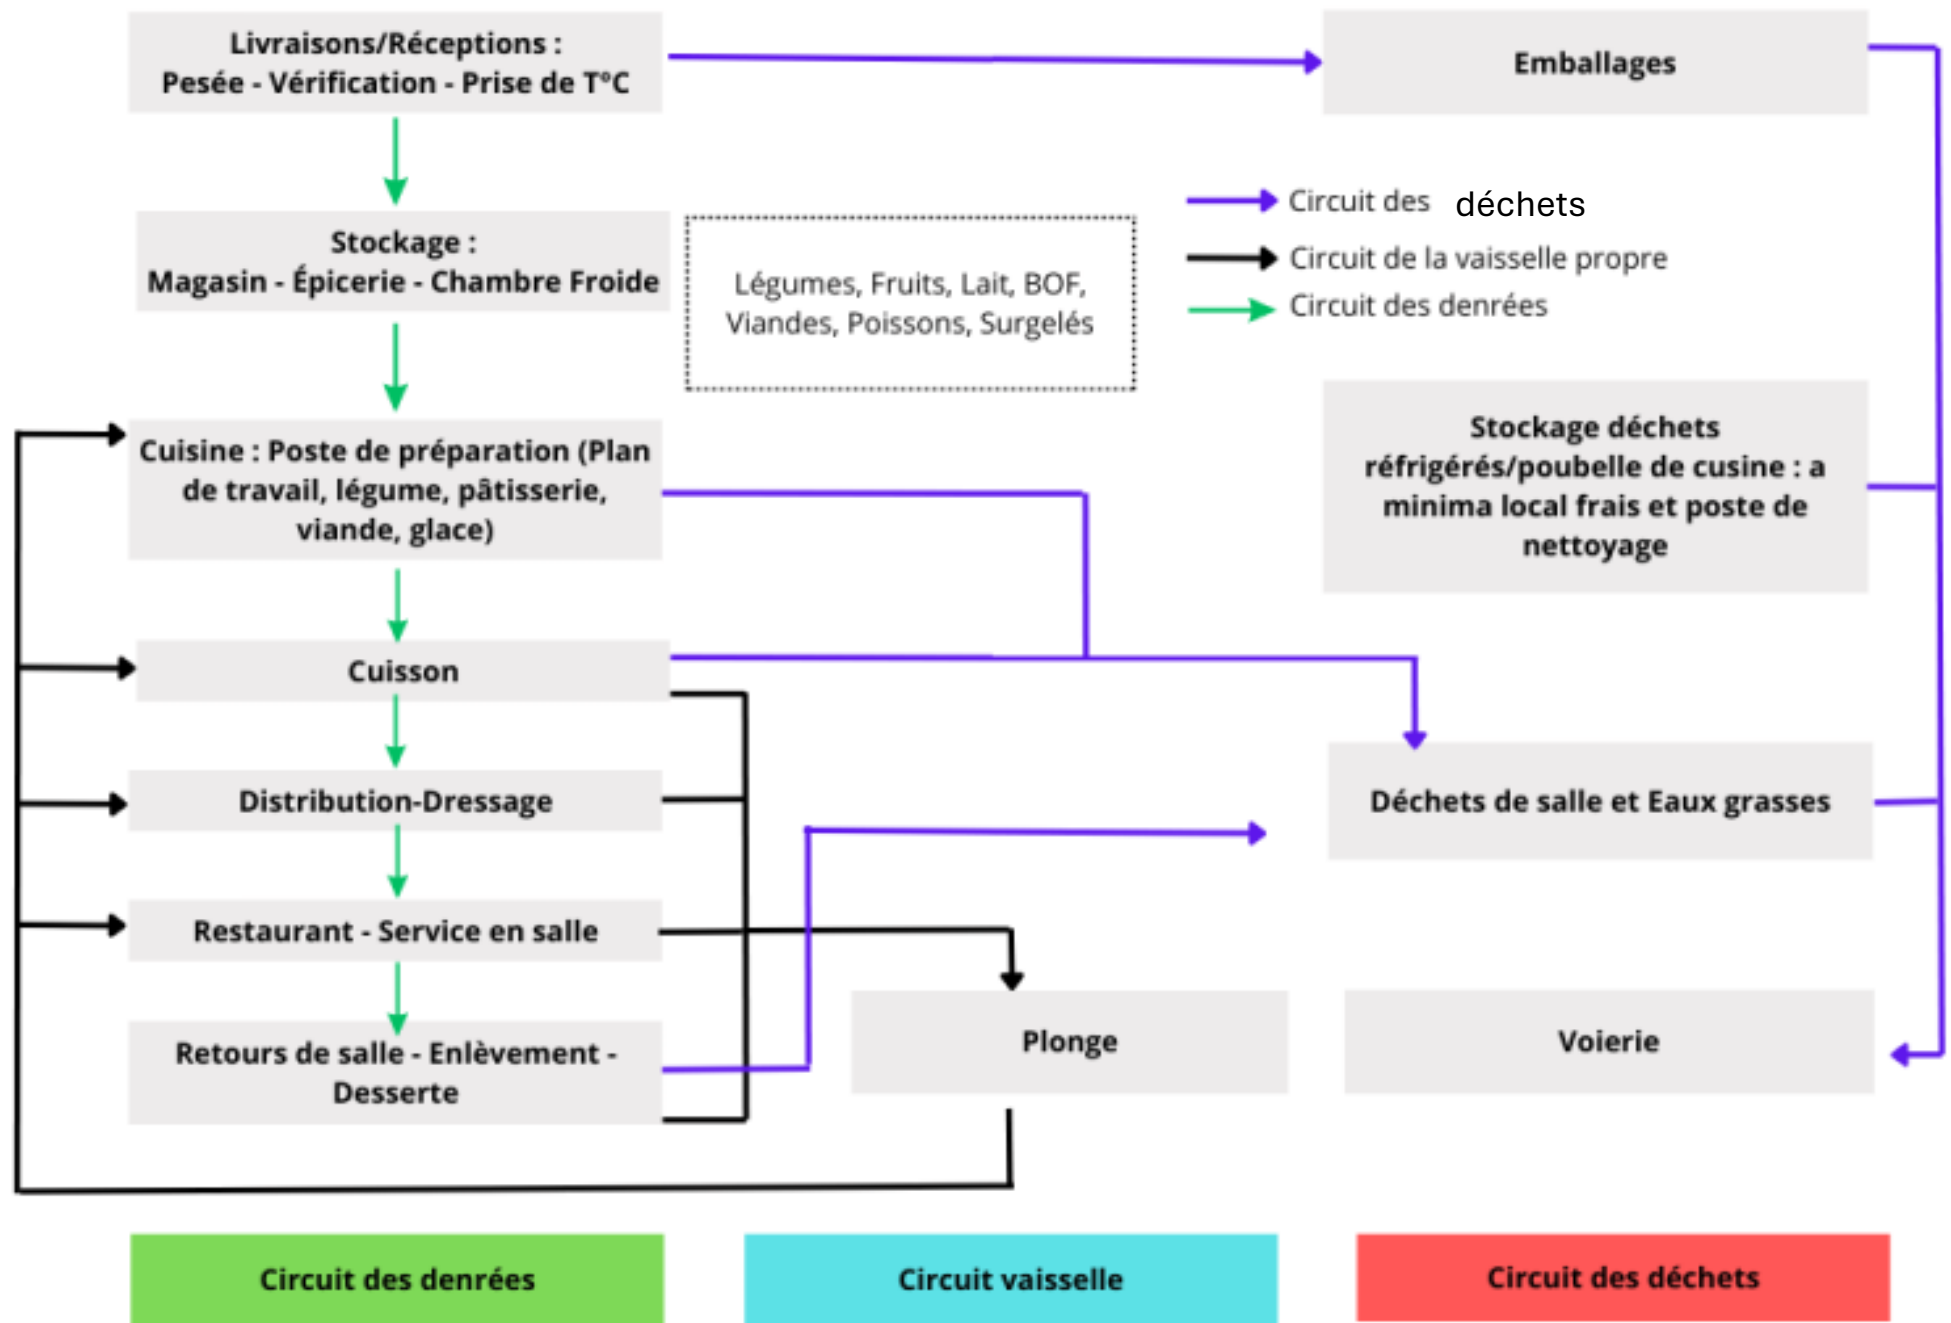 Livraisons/Réceptions :
Pesée - Vérification - Prise de T°C
Emballages
Circuit des déchets
Circuit de la vaisselle propre
Circuit des denrées
Stockage :
Magasin - Épicerie - Chambre Froide
Légumes, Fruits, Lait, BOF,
Viandes, Poissons, Surgelés
Cuisine : Poste de préparation (Plan
de travail, légume, pâtisserie,
viande, glace)
Stockage déchets
réfrigérés/poubelle de cusine : a
minima local frais et poste de
nettoyage
Cuisson
Distribution-Dressage
Déchets de salle et Eaux grasses
Restaurant - Service en salle
Retours de salle - Enlèvement -
Desserte
Plonge
Voierie
Circuit des denrées
Circuit vaisselle
Circuit des déchets